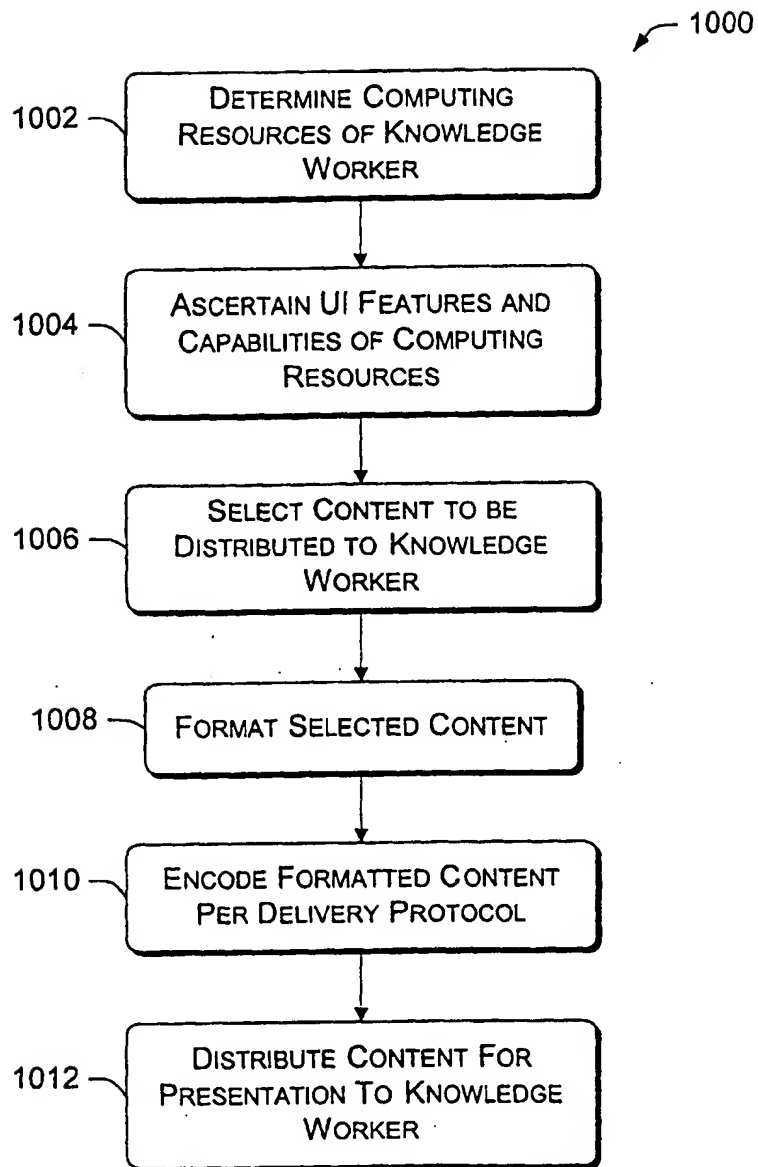 1000
1002
DETERMINE COMPUTING
RESOURCES OF KNOWLEDGE
WORKER
1004
ASCERTAIN UI FEATURES AND
CAPABILITIES OF COMPUTING
RESOURCES
1006
SELECT CONTENT TO BE
DISTRIBUTED TO KNOWLEDGE
WORKER
1008
FORMAT SELECTED CONTENT
1010
ENCODE FORMATTED CONTENT
PER DELIVERY PROTOCOL
1012
DISTRIBUTE CONTENT FOR
PRESENTATION TO KNOWLEDGE
WORKER